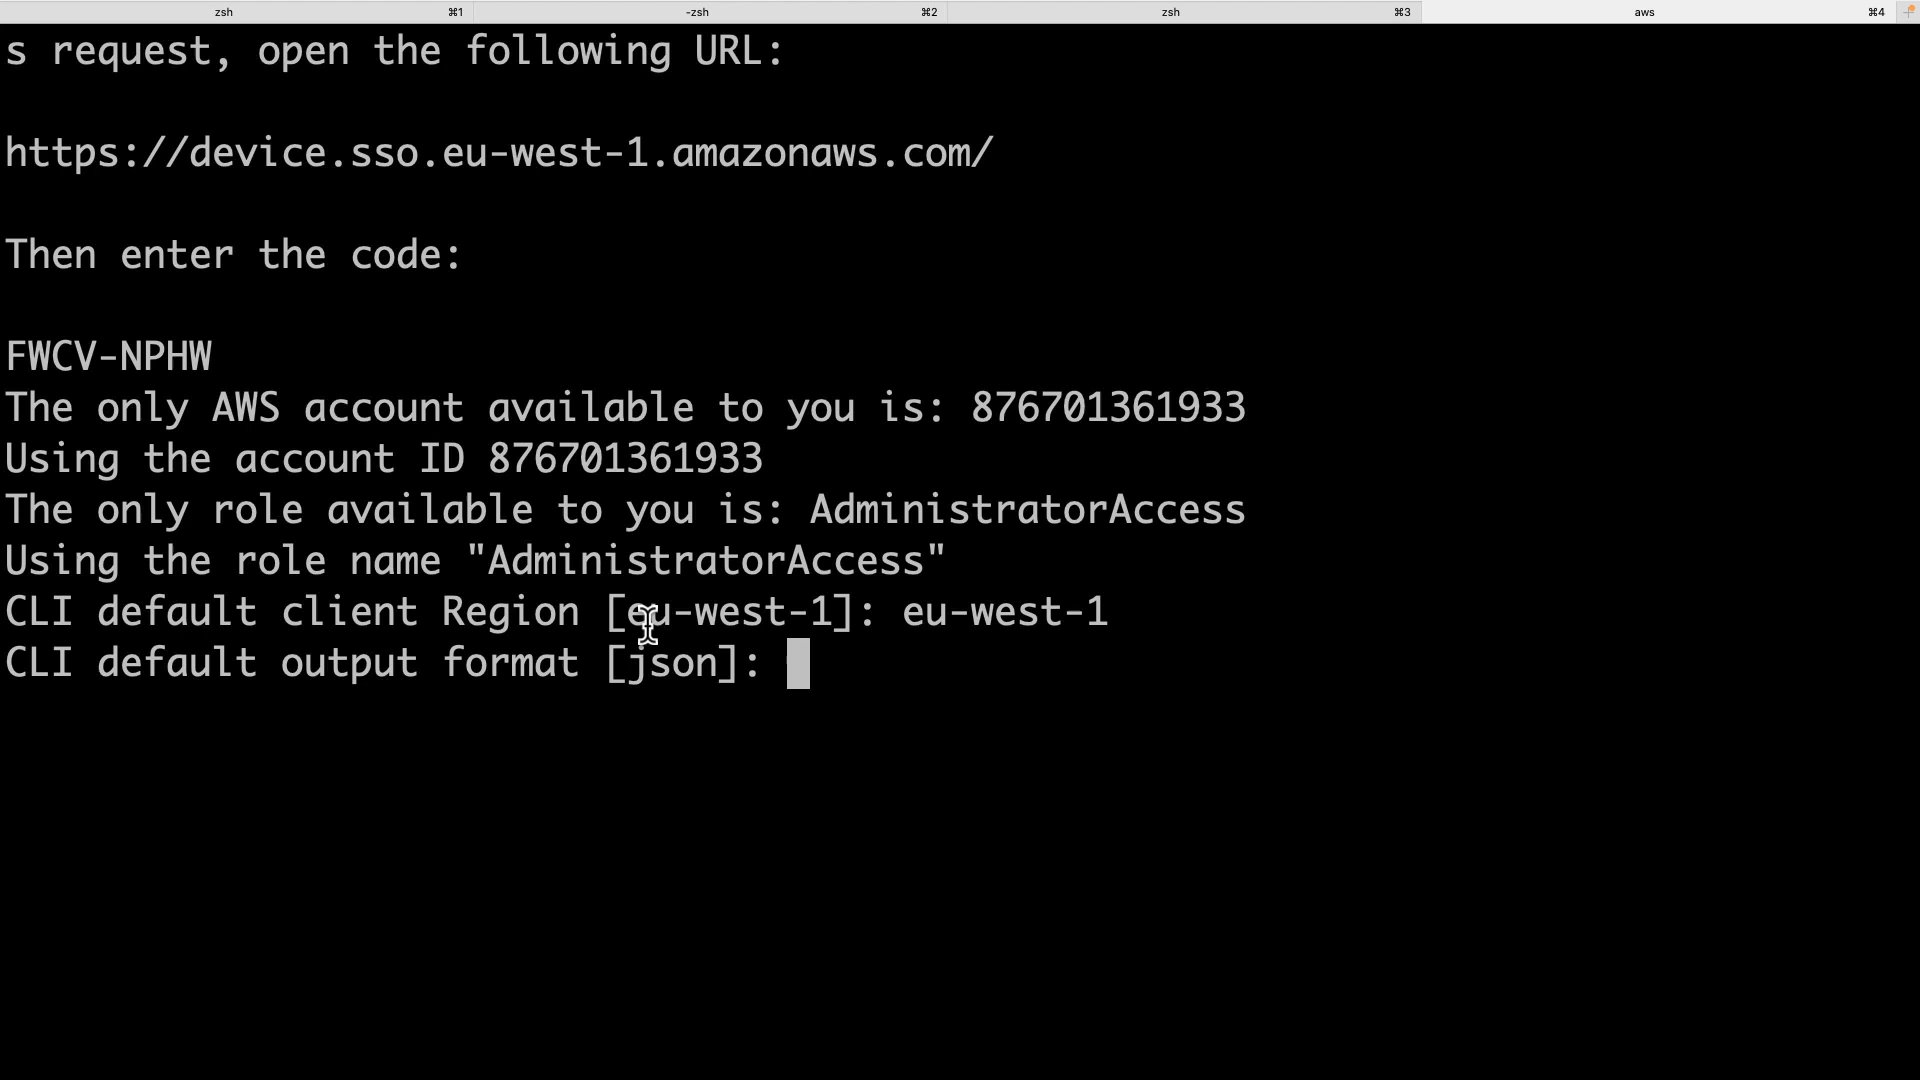 zsh ⌘1 -zsh ⌘2 zsh ⌘3 aws ⌘4
s request, open the following URL:
https://device.sso.eu-west-1.amazonaws.com/
Then enter the code:
FWCV-NPHW
The only AWS account available to you is: 876701361933
Using the account ID 876701361933
The only role available to you is: AdministratorAccess
Using the role name "AdministratorAccess"
CLI default client Region [eu-west-1]: eu-west-1
CLI default output format [json]: